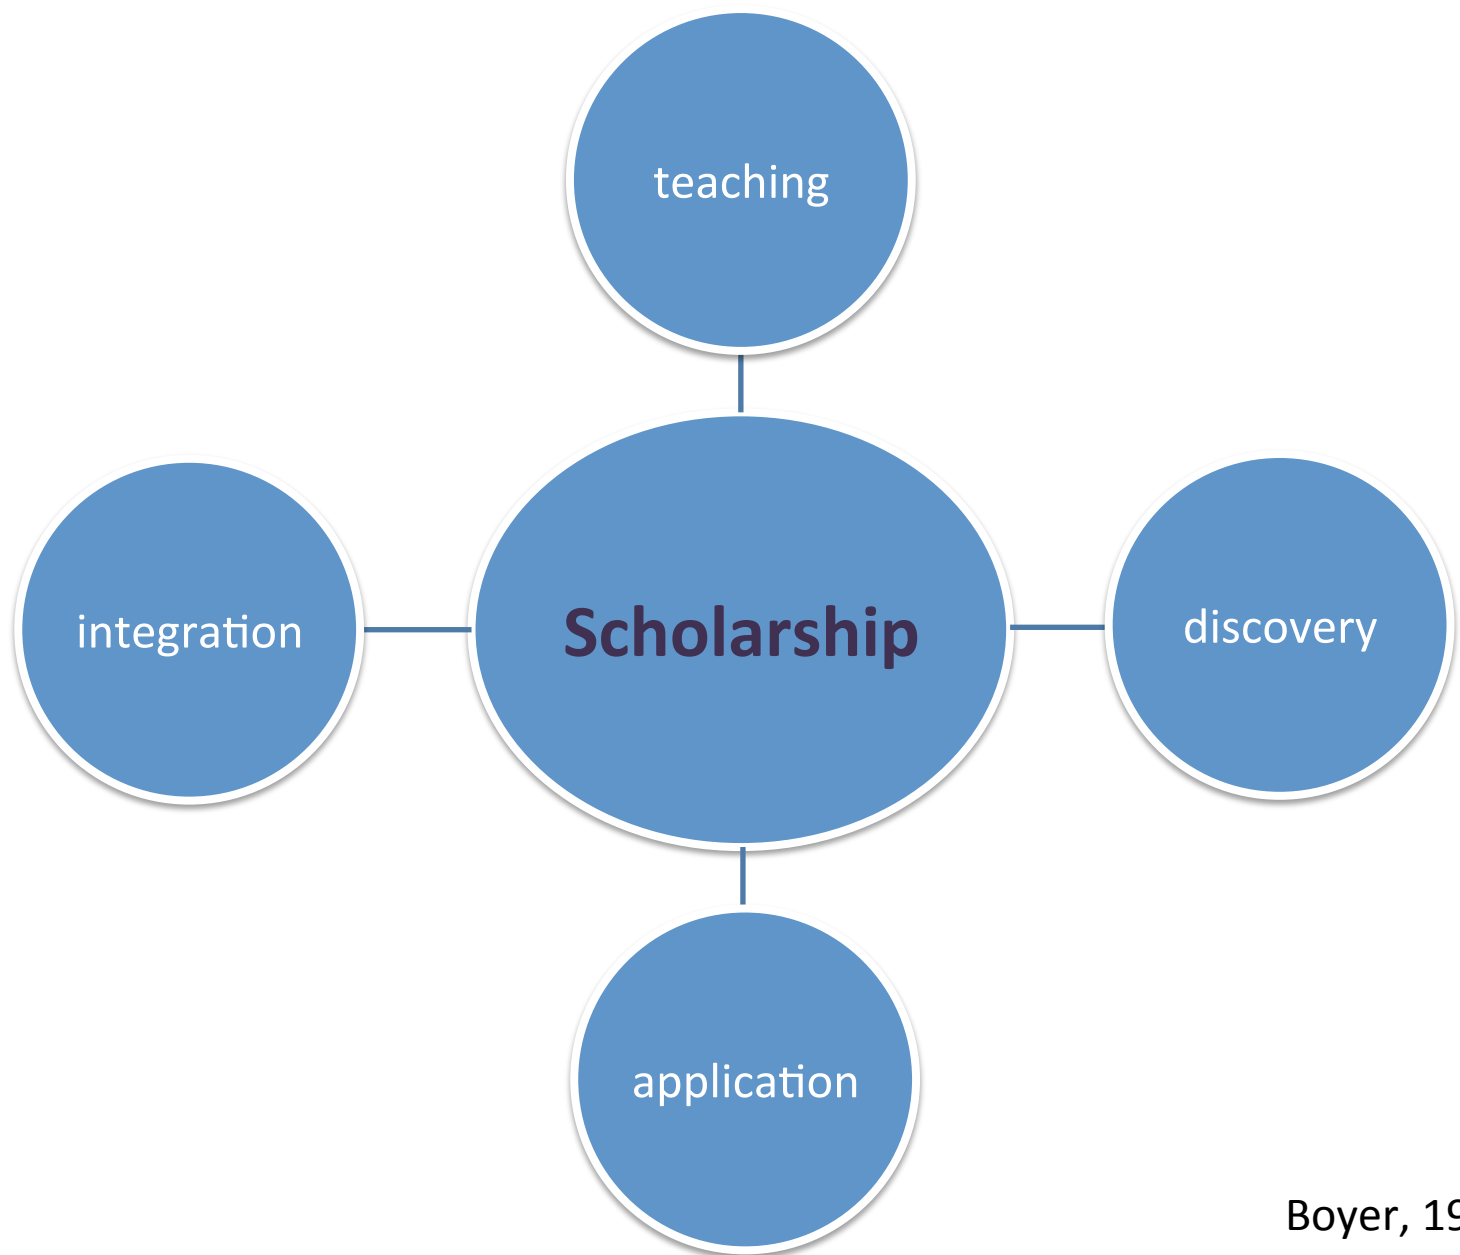 teaching
integration
Scholarship
discovery
application
Boyer, 19